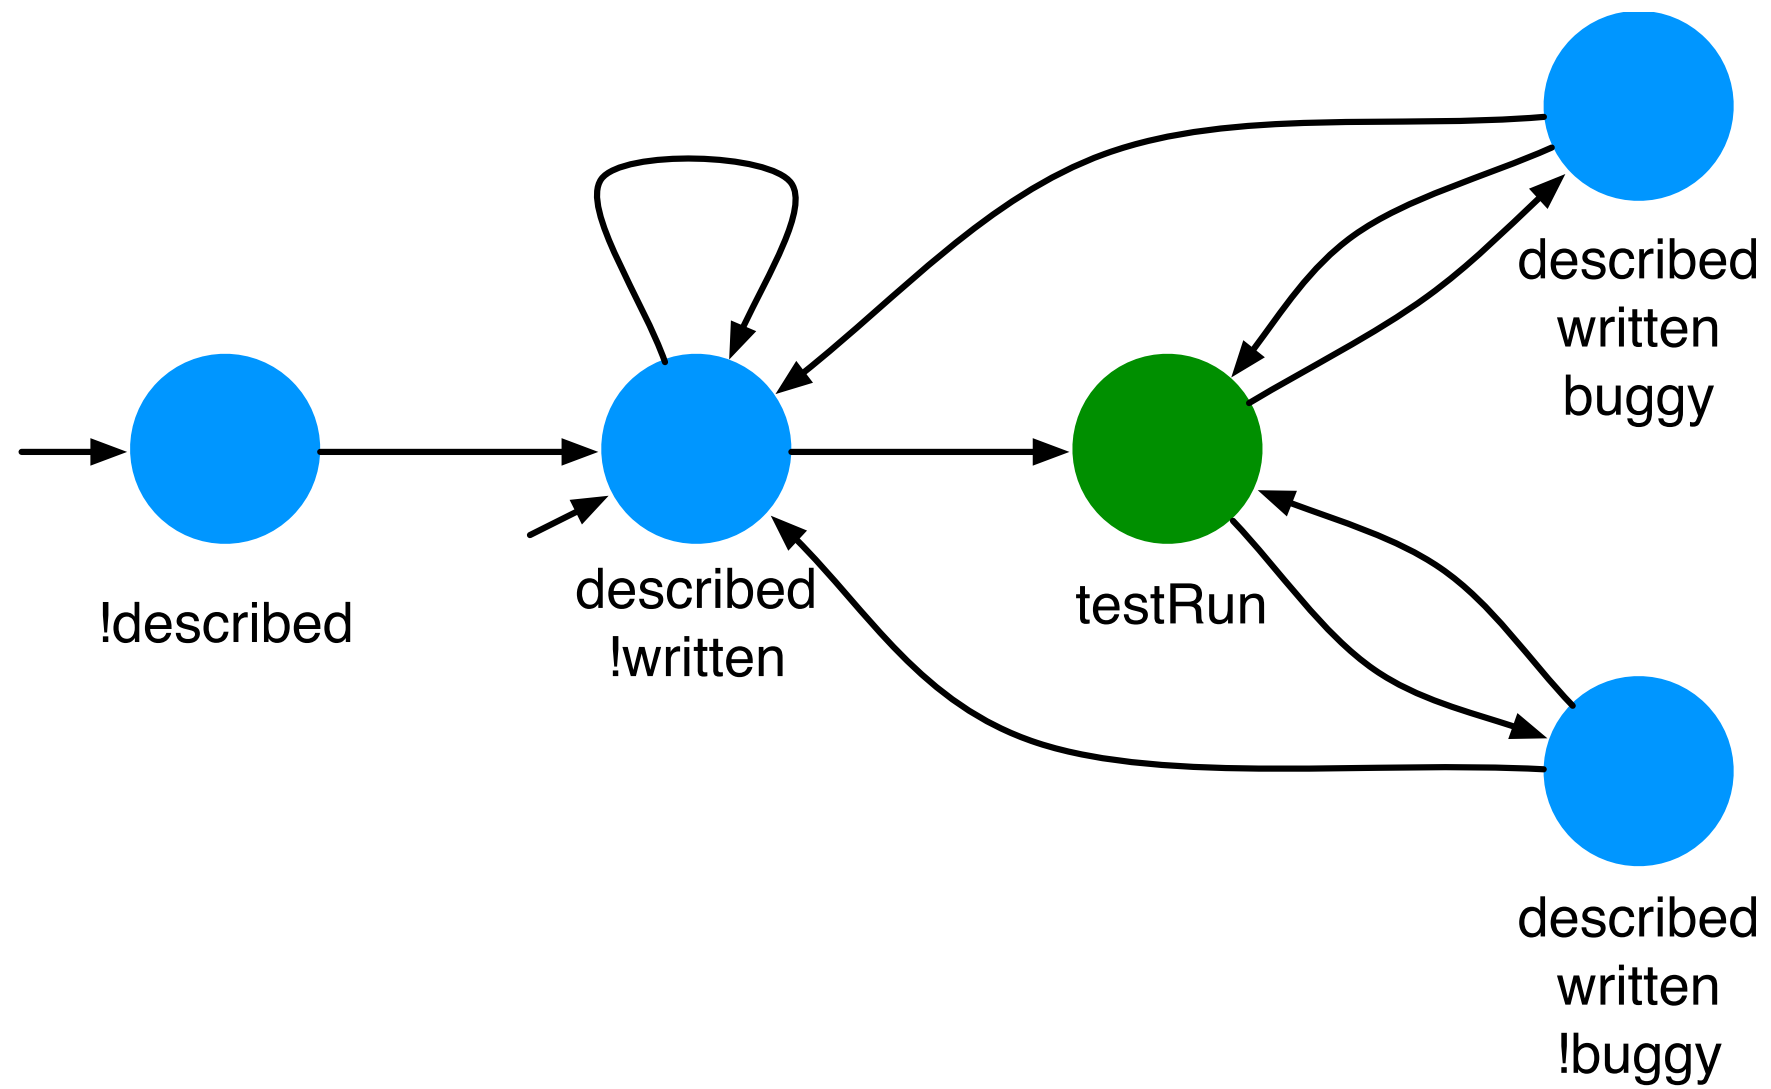 !described
described
!written
testRun
described
written
buggy
described
written
!buggy